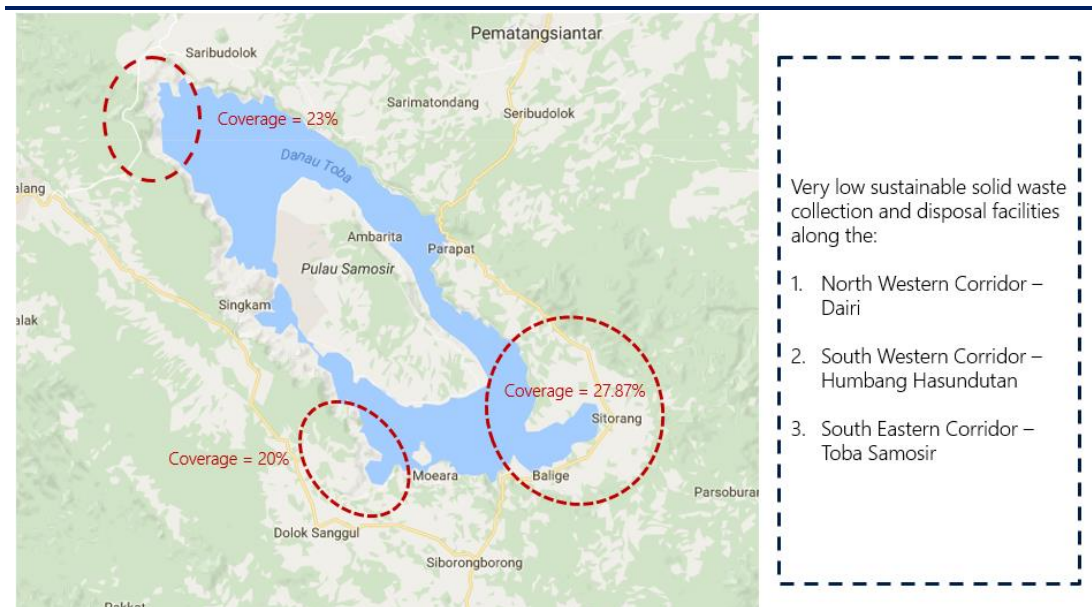 Pematangsiantar
Saribudolok
Sarimatondang
Seribudolok
Coverage = 23%
Danau Toba
alang
Ambarita
Parapat
Pulau Samosir
Singkam
alak
Coverage = 27.87%
Sitorang
Coverage = 20%
Moeara
Balige
Parsoburan
Dolok Sanggul
Siborongborong
Pakkat
Very low sustainable solid waste
collection and disposal facilities
along the:
1. North Western Corridor –
Dairi
2. South Western Corridor –
Humbang Hasundutan
3. South Eastern Corridor –
Toba Samosir